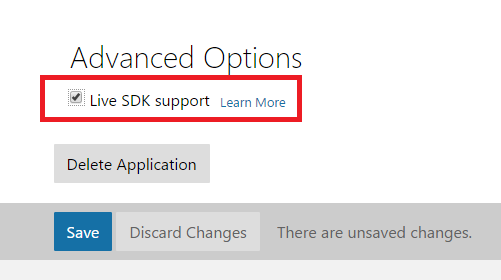 Advanced Options
Live SDK support Learn More
Delete Application
Save Discard Changes There are unsaved changes.